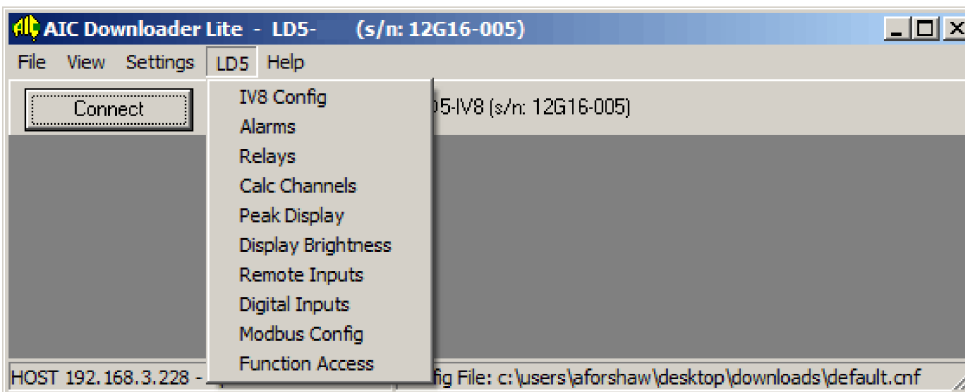 AIC Downloader Lite - LD5- (s/n: 12G16-005)
File View Settings LD5 Help
Connect
D5-IV8 (s/n: 12G16-005)
IV8 Config
Alarms
Relays
Calc Channels
Peak Display
Display Brightness
Remote Inputs
Digital Inputs
Modbus Config
Function Access
HOST 192.168.3.228 - fig File: c:\users\aforshaw\desktop\downloads\default.cnf